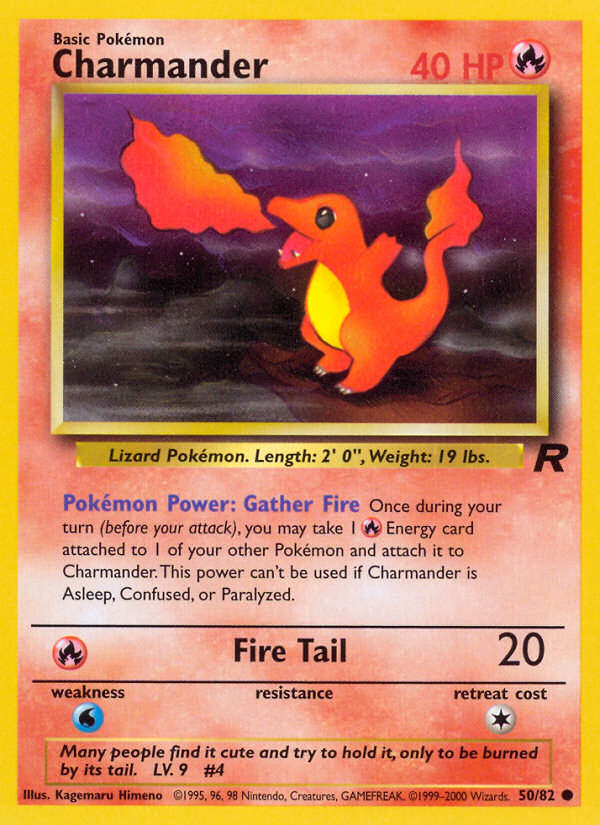 Basic Pokémon
Charmander
40 HP
Lizard Pokémon. Length: 2' 0", Weight: 19 lbs.
R
Pokémon Power: Gather Fire Once during your
turn (before your attack), you may take 1 Energy card
attached to 1 of your other Pokémon and attach it to
Charmander. This power can't be used if Charmander is
Asleep, Confused, or Paralyzed.
Fire Tail 20
weakness resistance retreat cost
Many people find it cute and try to hold it, only to be burned
by its tail. LV. 9 #4
Illus. Kagemaru Himeno ©1995, 96, 98 Nintendo, Creatures, GAMEFREAK. ©1999-2000 Wizards. 50/82